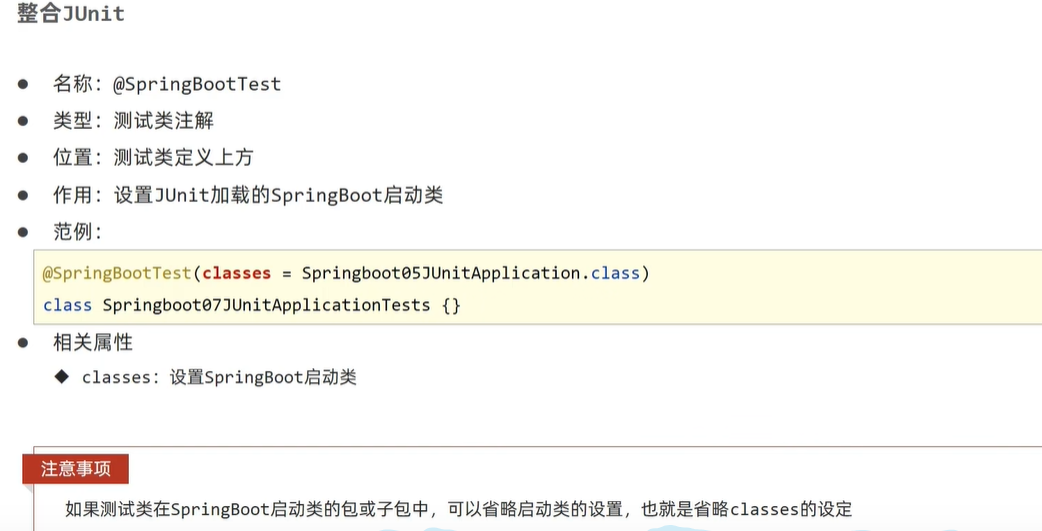 整合JUnit
● 名称：@SpringBootTest
● 类型：测试类注解
● 位置：测试类定义上方
● 作用：设置JUnit加载的SpringBoot启动类
● 范例：
@SpringBootTest(classes = Springboot05JUnitApplication.class)
class Springboot07JUnitApplicationTests {}
● 相关属性
◆ classes：设置SpringBoot启动类
注意事项
如果测试类在SpringBoot启动类的包或子包中，可以省略启动类的设置，也就是省略classes的设定